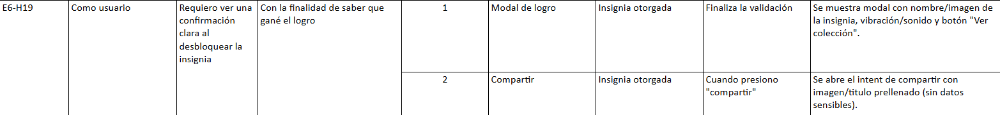 E6-H19
Como usuario
Requiero ver una
confirmación
clara al
desbloquear la
insignia
Con la finalidad de saber que
gané el logro
1
Modal de logro
Insignia otorgada
Finaliza la validación
Se muestra modal con nombre/imagen de
la insignia, vibración/sonido y botón "Ver
colección".
2
Compartir
Insignia otorgada
Cuando presiono
"compartir"
Se abre el intent de compartir con
imagen/titulo prellenado (sin datos
sensibles).